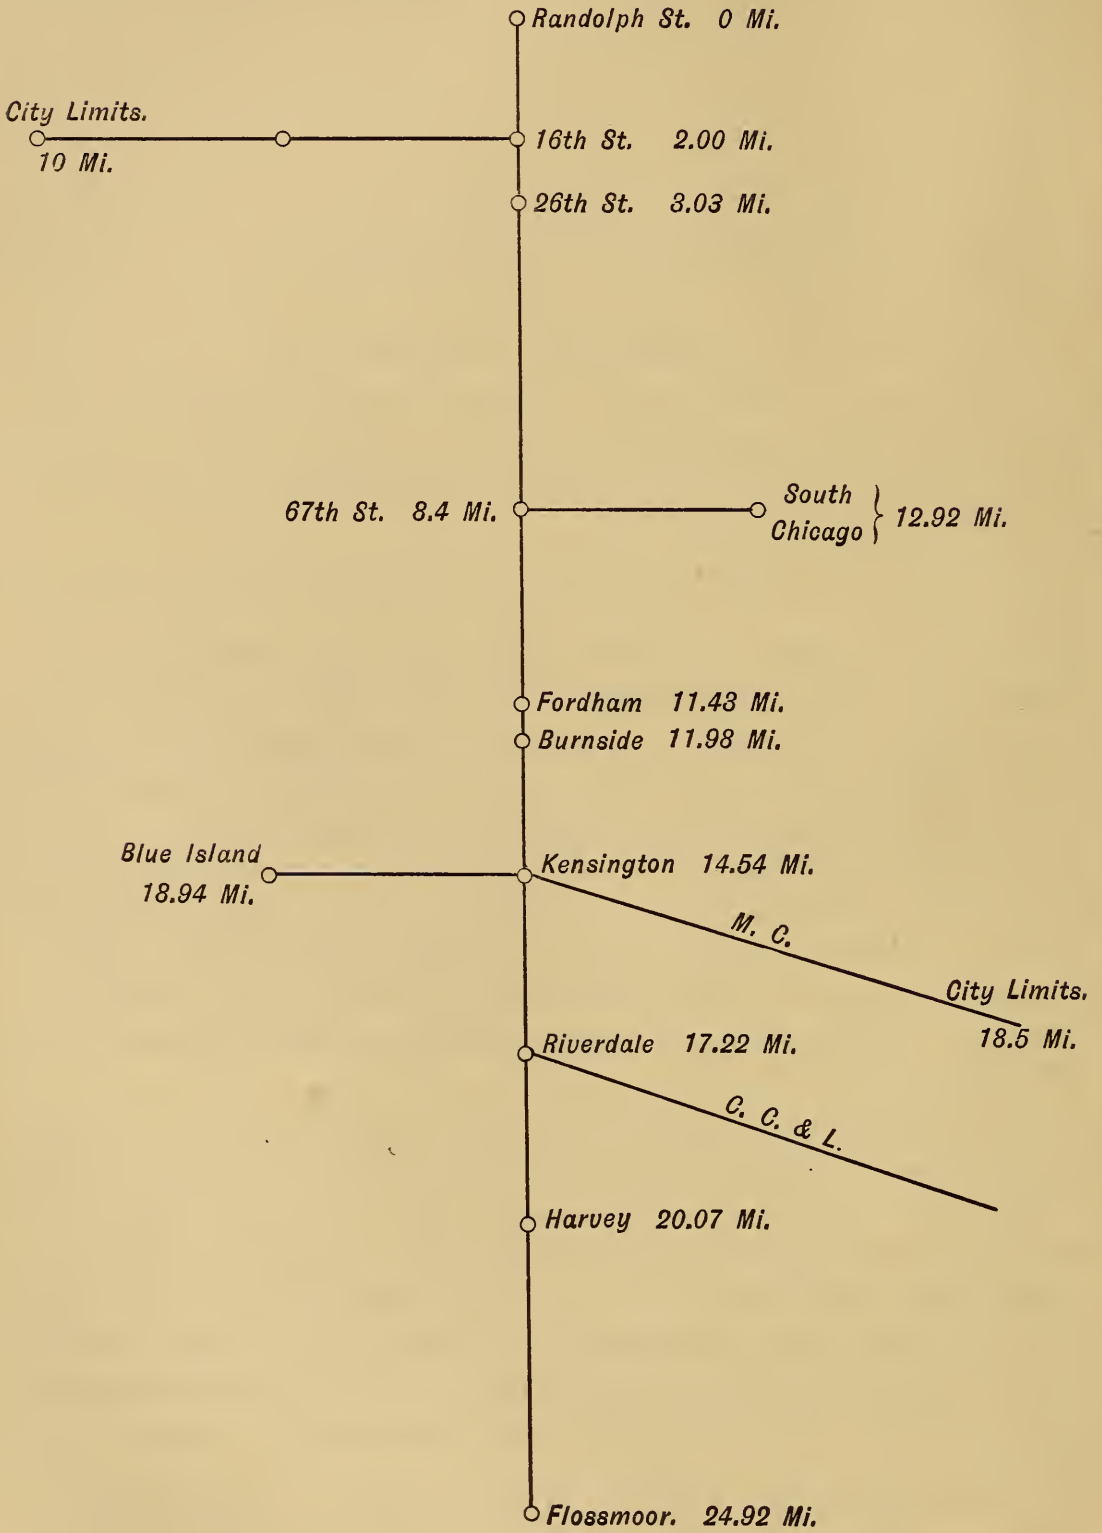 Randolph St. 0 Mi.
City Limits.
10 Mi.
16th St. 2.00 Mi.
26th St. 3.03 Mi.
67th St. 8.4 Mi.
South
Chicago } 12.92 Mi.
Fordham 11.43 Mi.
Burnside 11.98 Mi.
Blue Island
18.94 Mi.
Kensington 14.54 Mi.
M. C.
City Limits.
18.5 Mi.
Riverdale 17.22 Mi.
C. C. & L.
Harvey 20.07 Mi.
Flossmoor. 24.92 Mi.